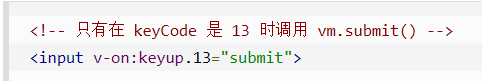 <!-- 只有在 keyCode 是 13 时调用 vm.submit() -->
<input v-on:keyup.13="submit">